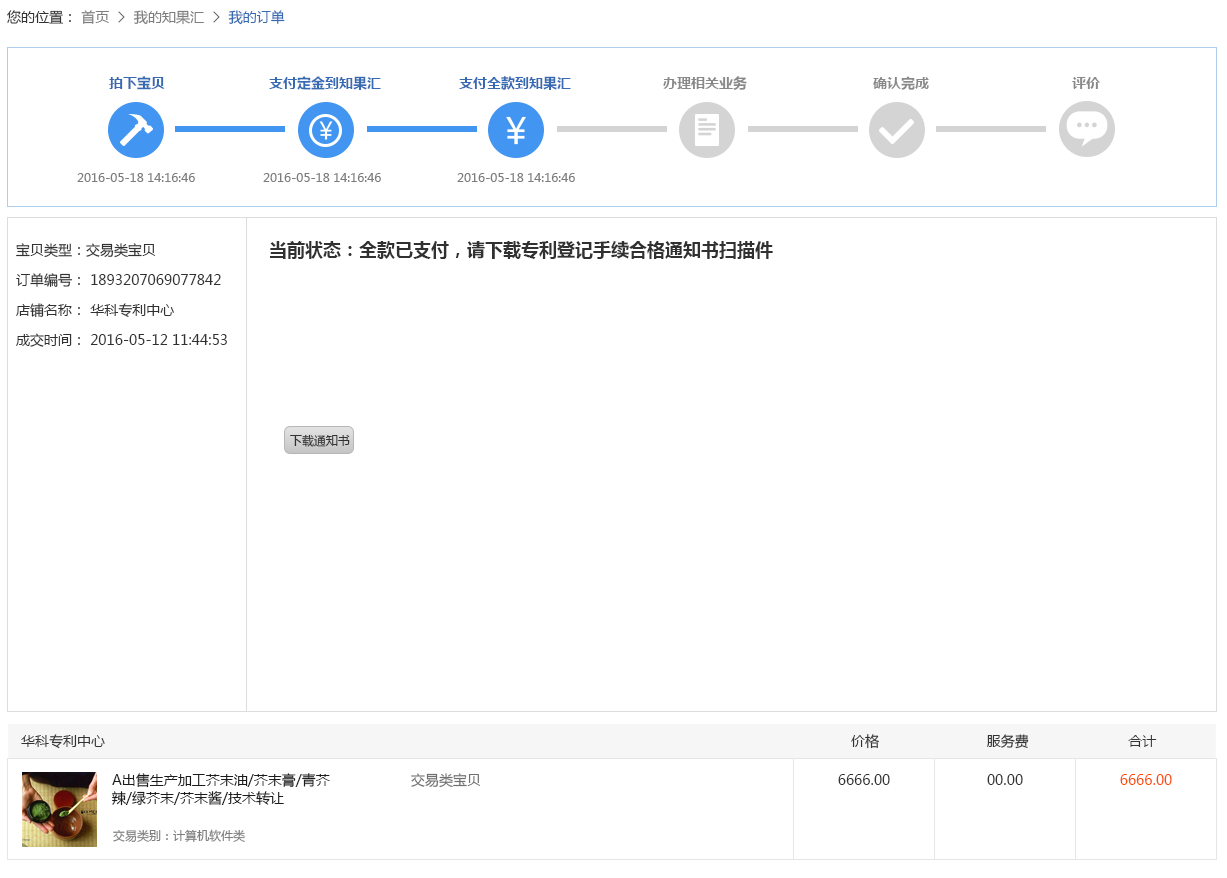 您的位置： 首页 > 我的知果汇 > 我的订单
拍下宝贝 支付定金到知果汇 支付全款到知果汇 办理相关业务 确认完成 评价
2016-05-18 14:16:46 2016-05-18 14:16:46 2016-05-18 14:16:46
当前状态：全款已支付，请下载专利登记手续合格通知书扫描件
宝贝类型：交易类宝贝
订单编号： 1893207069077842
店铺名称： 华科专利中心
成交时间： 2016-05-12 11:44:53
下载通知书
华科专利中心 价格 服务费 合计
A出售生产加工芥末油/芥末膏/青芥 交易类宝贝 6666.00 00.00 6666.00
辣/绿芥末/芥末酱/技术转让
交易类别：计算机软件类